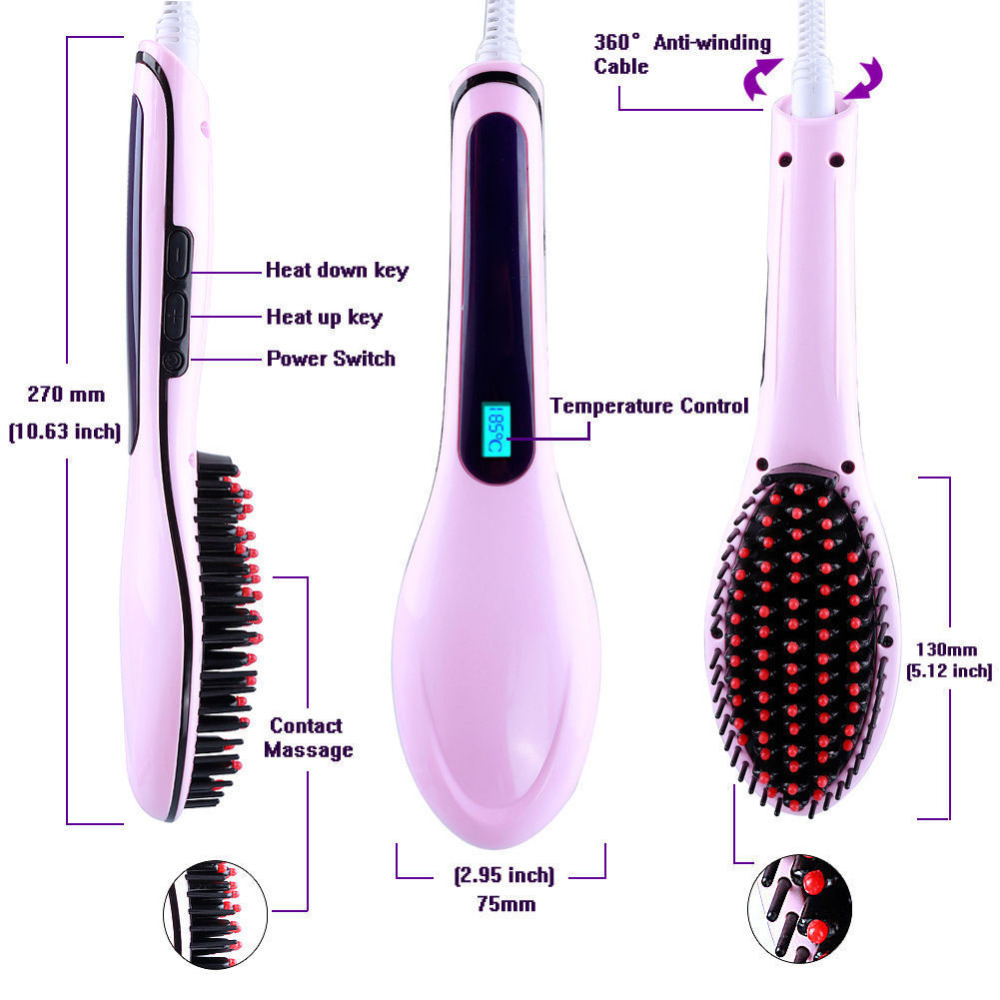 360° Anti-winding
Cable
Heat down key
Heat up key
Power Switch
270 mm
(10.63 inch)
Temperature Control
185°C
130mm
(5.12 inch)
Contact
Massage
(2.95 inch)
75mm